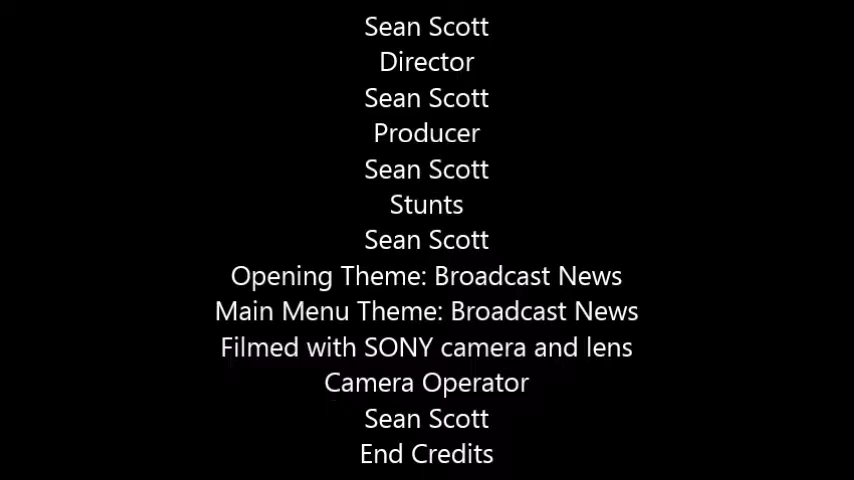 Sean Scott
Director
Sean Scott
Producer
Sean Scott
Stunts
Sean Scott
Opening Theme: Broadcast News
Main Menu Theme: Broadcast News
Filmed with SONY camera and lens
Camera Operator
Sean Scott
End Credits